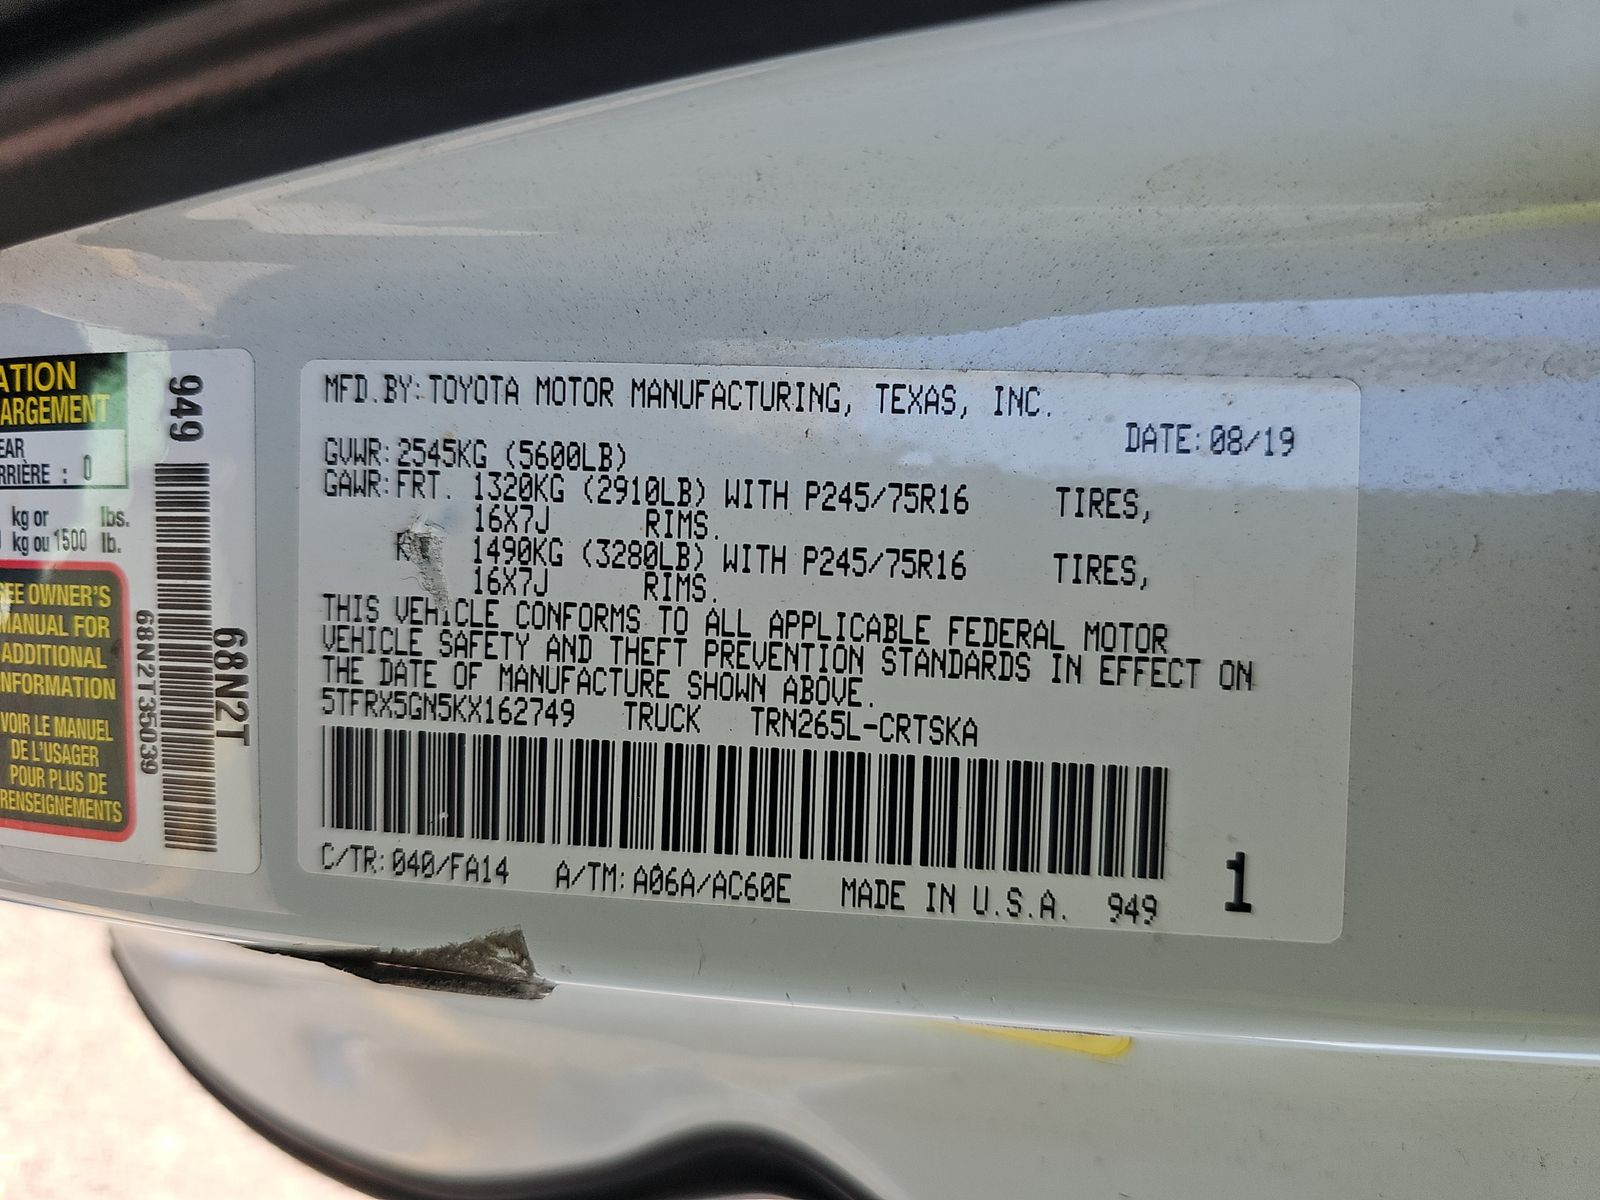 MFD.BY:TOYOTA MOTOR MANUFACTURING, TEXAS, INC.
DATE:08/19
GVWR:2545KG (5600LB)
GAWR:FRT. 1320KG (2910LB) WITH P245/75R16 TIRES,
16X7J RIMS.
1490KG (3280LB) WITH P245/75R16 TIRES,
16X7J RIMS.
THIS VEHICLE CONFORMS TO ALL APPLICABLE FEDERAL MOTOR
VEHICLE SAFETY AND THEFT PREVENTION STANDARDS IN EFFECT ON
THE DATE OF MANUFACTURE SHOWN ABOVE.
5TFRX5GN5KX162749 TRUCK TRN265L-CRTSKA
C/TR:040/FA14 A/TM:A06A/AC60E MADE IN U.S.A. 949
1
ATION
ARGEMENT
EAR
RRIÈRE : 0
kg or lbs.
kg ou 1500 lb.
SEE OWNER'S
MANUAL FOR
ADDITIONAL
INFORMATION
VOIR LE MANUEL
DE L'USAGER
POUR PLUS DE
RENSEIGNEMENTS
949
68N2T35039
68N2T